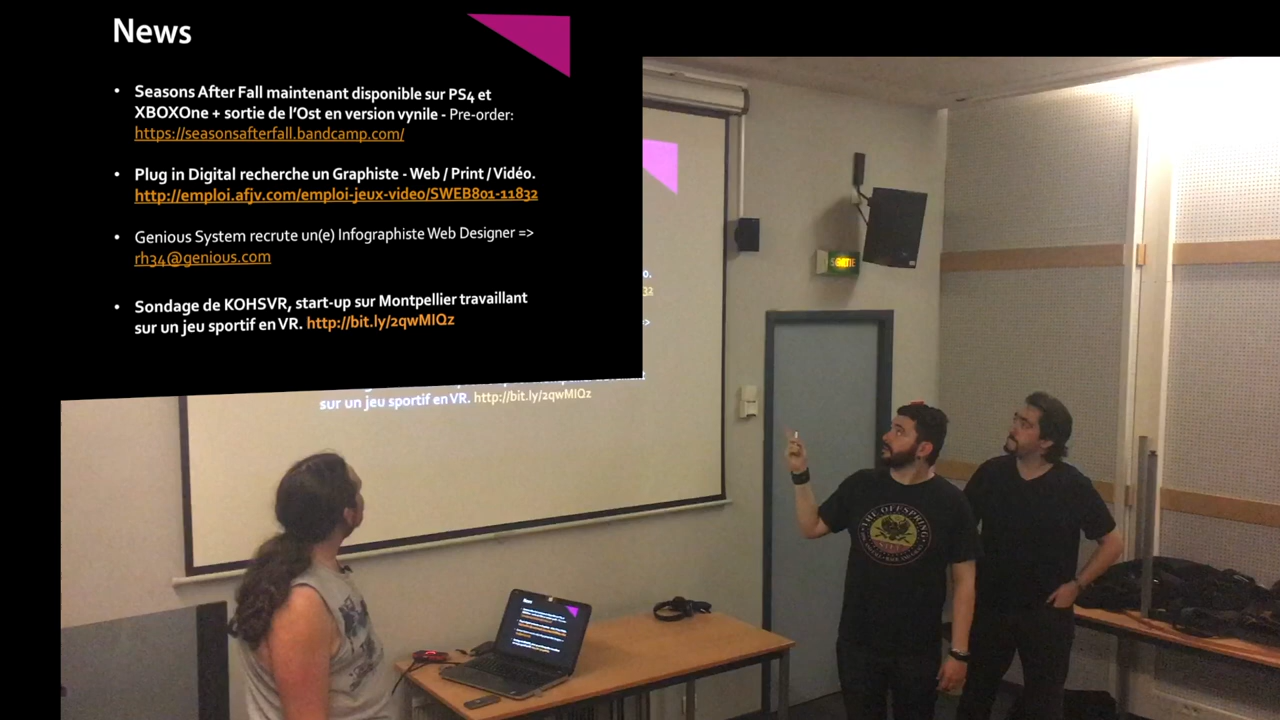 News
• Seasons After Fall maintenant disponible sur PS4 et
XBOXOne + sortie de l'Ost en version vynile - Pre-order:
https://seasonsafterfall.bandcamp.com/
• Plug in Digital recherche un Graphiste - Web / Print / Vidéo.
http://emploi.afjv.com/emploi-jeux-video/SWEB801-11832
• Genious System recrute un(e) Infographiste Web Designer =>
rh34@genious.com
• Sondage de KOHSVR, start-up sur Montpellier travaillant
sur un jeu sportif en VR. http://bit.ly/2qwMIQz
o.
32
>
sur un jeu sportif en VR. http://bit.ly/2qwMIQz
SORTIE
THE OFFSPRING
News